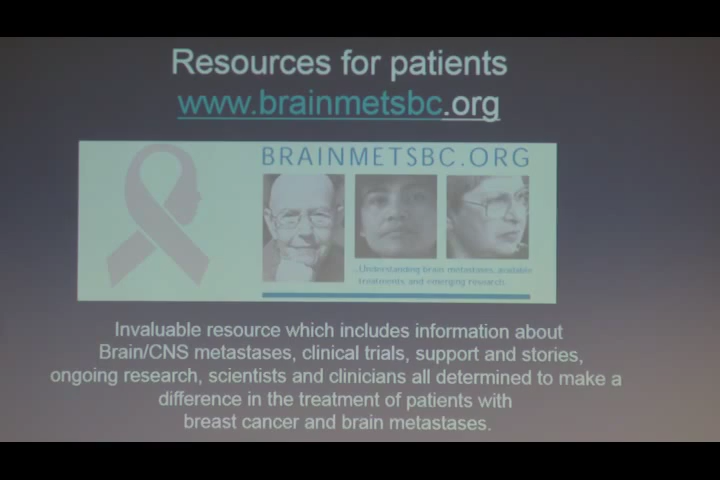 Resources for patients
www.brainmetsbc.org
BRAINMETSBC.ORG
...Understanding brain metastases, available
treatments and emerging research.
Invaluable resource which includes information about
Brain/CNS metastases, clinical trials, support and stories,
ongoing research, scientists and clinicians all determined to make a
difference in the treatment of patients with
breast cancer and brain metastases.